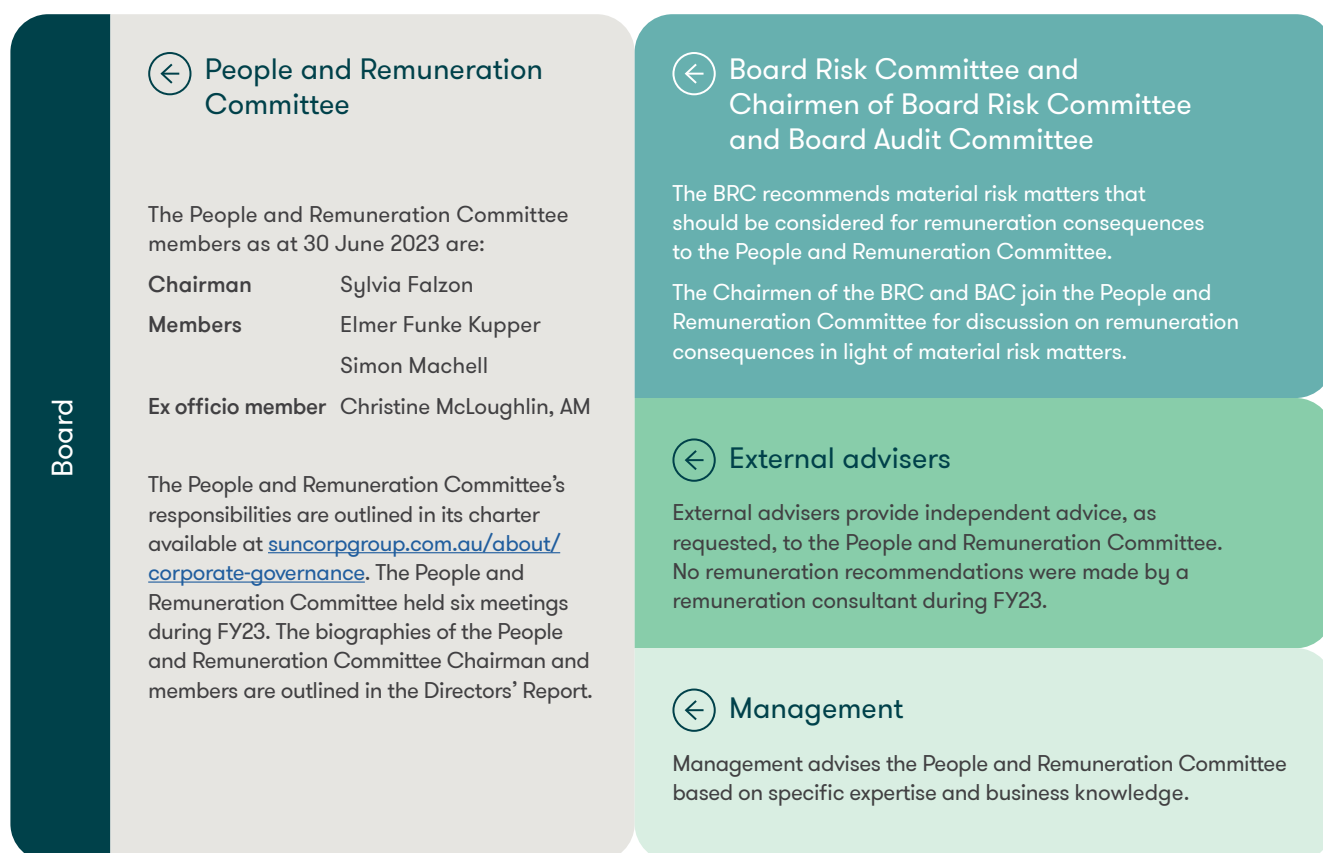 Board
People and Remuneration
Committee
The People and Remuneration Committee
members as at 30 June 2023 are:
Chairman Sylvia Falzon
Members Elmer Funke Kupper
Simon Machell
Ex officio member Christine McLoughlin, AM
The People and Remuneration Committee’s
responsibilities are outlined in its charter
available at suncorpgroup.com.au/about/
corporate-governance. The People and
Remuneration Committee held six meetings
during FY23. The biographies of the People
and Remuneration Committee Chairman and
members are outlined in the Directors’ Report.
Board Risk Committee and
Chairmen of Board Risk Committee
and Board Audit Committee
The BRC recommends material risk matters that
should be considered for remuneration consequences
to the People and Remuneration Committee.
The Chairmen of the BRC and BAC join the People and
Remuneration Committee for discussion on remuneration
consequences in light of material risk matters.
External advisers
External advisers provide independent advice, as
requested, to the People and Remuneration Committee.
No remuneration recommendations were made by a
remuneration consultant during FY23.
Management
Management advises the People and Remuneration Committee
based on specific expertise and business knowledge.